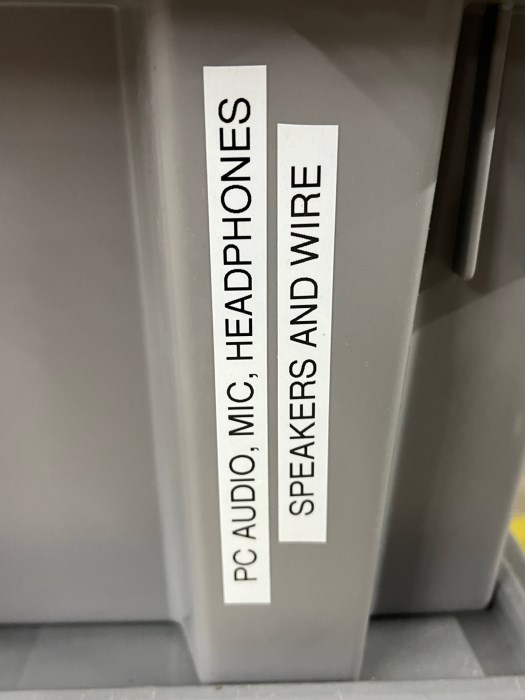 PC AUDIO, MIC, HEADPHONES
SPEAKERS AND WIRE